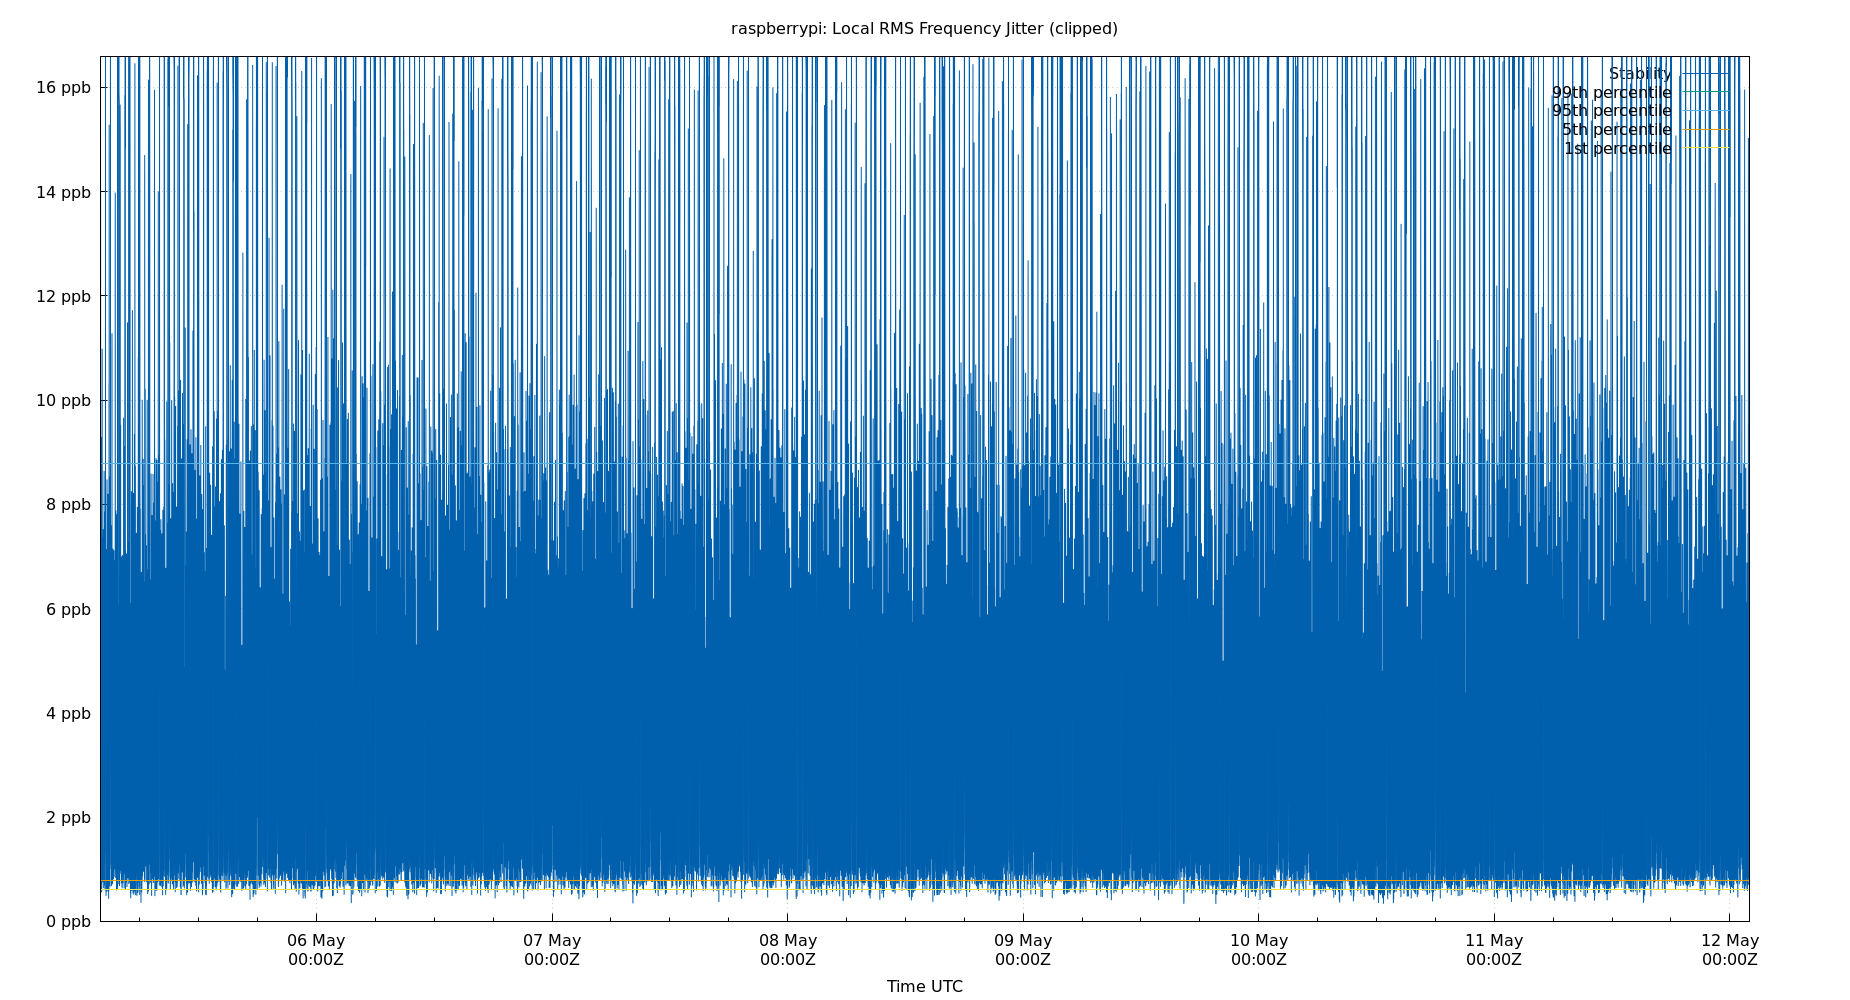 raspberrypi: Local RMS Frequency Jitter (clipped)
16 ppb
14 ppb
12 ppb
10 ppb
8 ppb
6 ppb
4 ppb
2 ppb
0 ppb
Stability
99th percentile
95th percentile
5th percentile
1st percentile
06 May
00:00Z
07 May
00:00Z
08 May
00:00Z
09 May
00:00Z
10 May
00:00Z
11 May
00:00Z
12 May
00:00Z
Time UTC